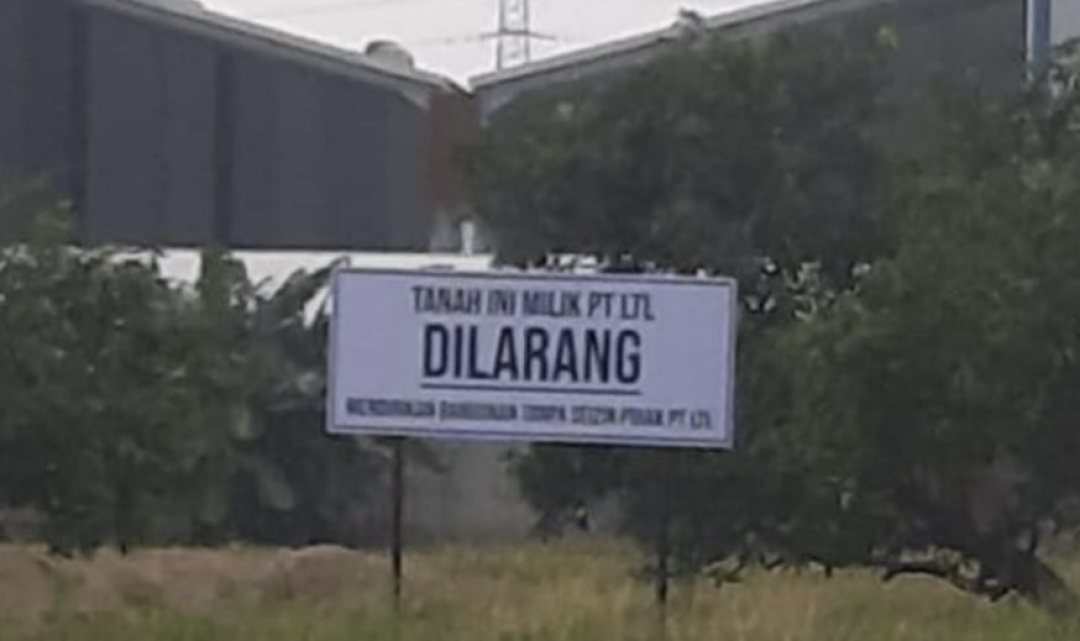 TANAH INI MILIK PT LTL
DILARANG
MENDIRIKAN BANGUNAN TANPA SEIZIN PIHAK PT LTL